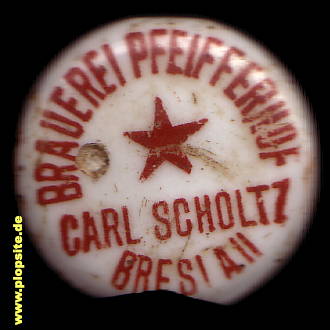 BRAUEREI PFEIFFERHOF
CARL SCHOLTZ
BRESLAU
www.plopsite.de